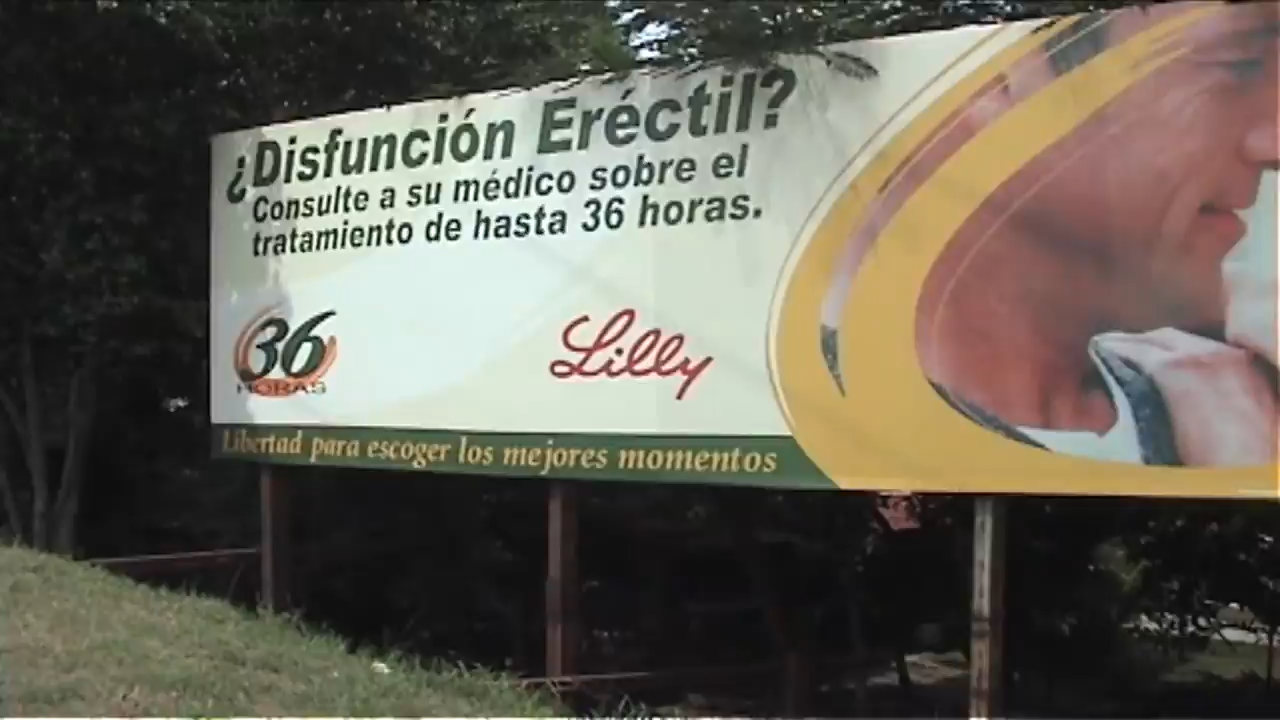 ¿Disfunción Eréctil?
Consulte a su médico sobre el
tratamiento de hasta 36 horas.
36
HORAS
Lilly
Libertad para escoger los mejores momentos